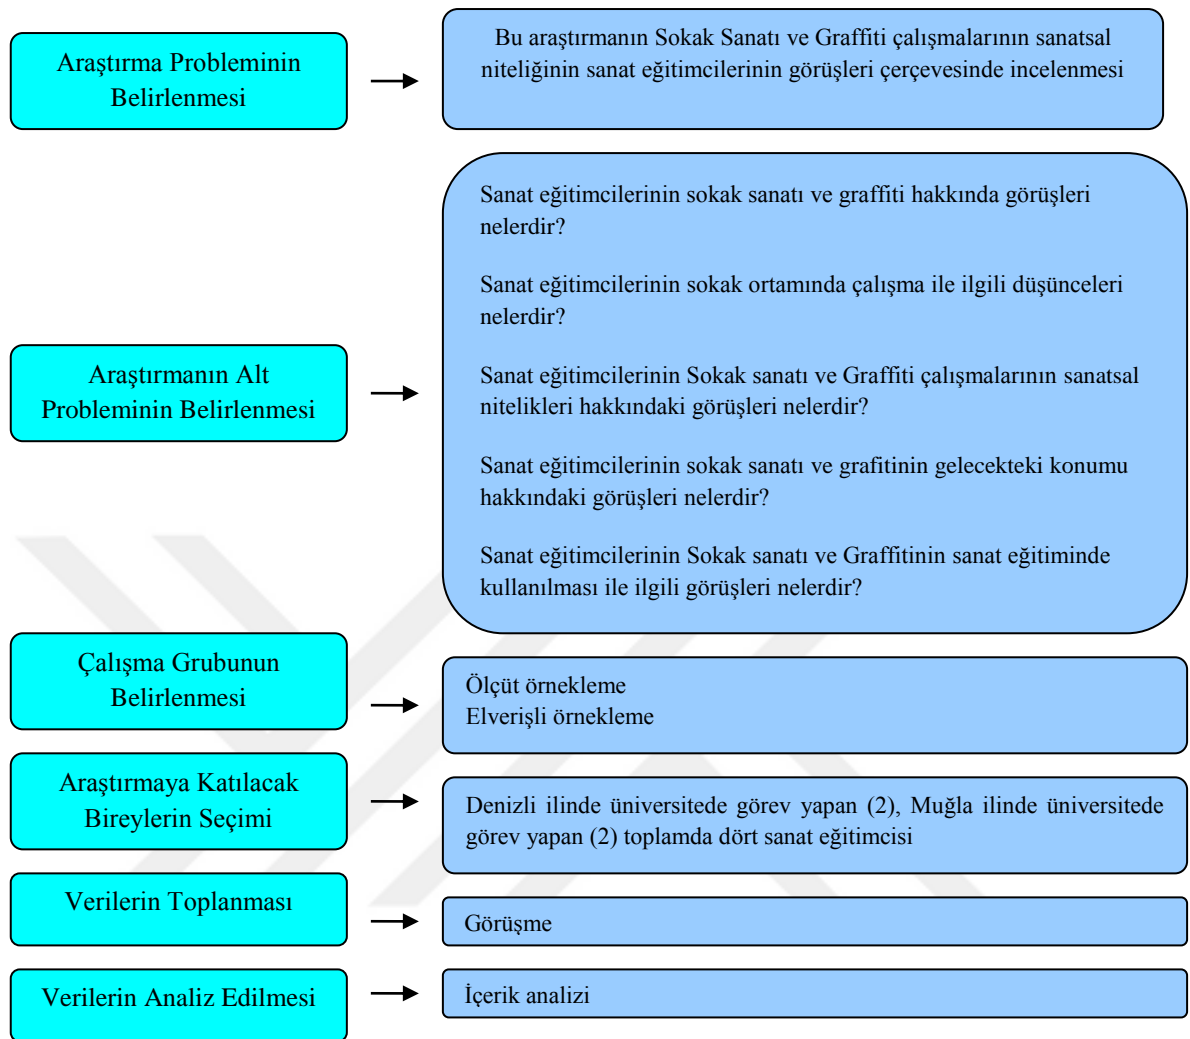 Araştırma Probleminin
Belirlenmesi
Bu araştırmanın Sokak Sanatı ve Graffiti çalışmalarının sanatsal
niteliğinin sanat eğitimcilerinin görüşleri çerçevesinde incelenmesi
Araştırmanın Alt
Probleminin Belirlenmesi
Sanat eğitimcilerinin sokak sanatı ve graffiti hakkında görüşleri
nelerdir?
Sanat eğitimcilerinin sokak ortamında çalışma ile ilgili düşünceleri
nelerdir?
Sanat eğitimcilerinin Sokak sanatı ve Graffiti çalışmalarının sanatsal
nitelikleri hakkındaki görüşleri nelerdir?
Sanat eğitimcilerinin sokak sanatı ve grafitinin gelecekteki konumu
hakkındaki görüşleri nelerdir?
Sanat eğitimcilerinin Sokak sanatı ve Graffitinin sanat eğitiminde
kullanılması ile ilgili görüşleri nelerdir?
Çalışma Grubunun
Belirlenmesi
Ölçüt örnekleme
Elverişli örnekleme
Araştırmaya Katılacak
Bireylerin Seçimi
Denizli ilinde üniversitede görev yapan (2), Muğla ilinde üniversitede
görev yapan (2) toplamda dört sanat eğitimcisi
Verilerin Toplanması
Görüşme
Verilerin Analiz Edilmesi
İçerik analizi